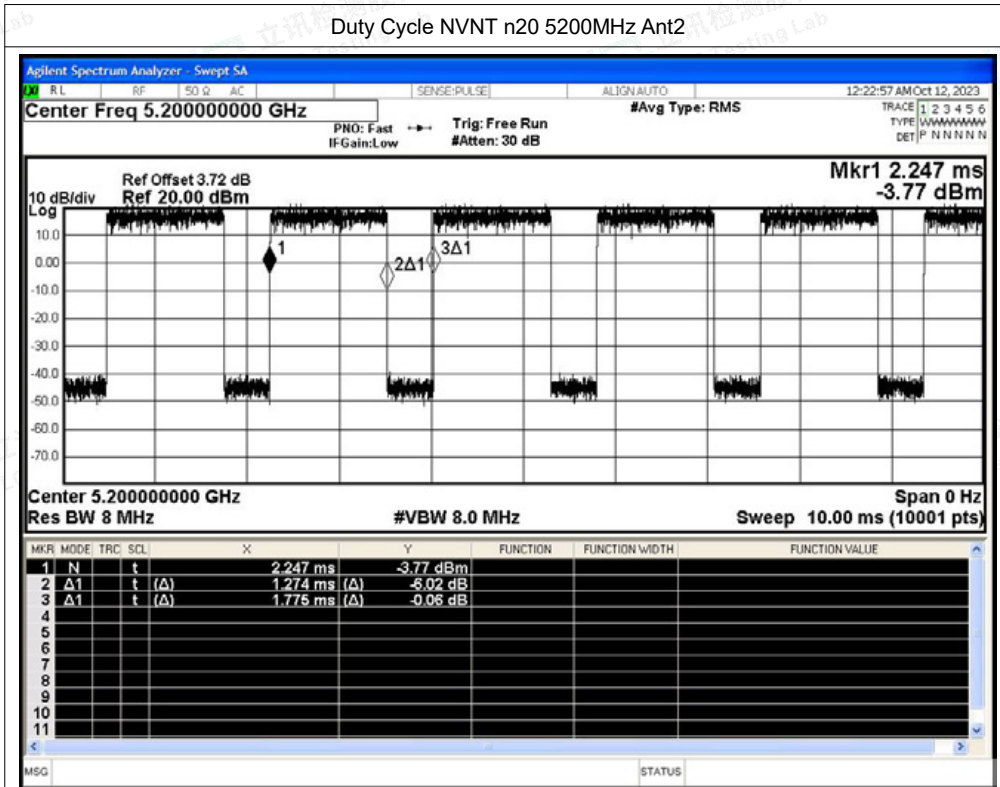 Duty Cycle NVNT n20 5200MHz Ant2
Agilent Spectrum Analyzer - Swept SA
RL RF 50 Ω AC SENSE:PULSE ALIGN AUTO 12:22:57 AM Oct 12, 2023
Center Freq 5.200000000 GHz #Avg Type: RMS TRACE 1 2 3 4 5 6
PNO: Fast Trig: Free Run TYPE WWWWWW
IFGain:Low #Atten: 30 dB DET P N N N N N
Mkr1 2.247 ms
Ref Offset 3.72 dB
10 dB/div Ref 20.00 dBm -3.77 dBm
Log
10.0
1 2Δ1 3Δ1
0.00
-10.0
-20.0
-30.0
-40.0
-50.0
-60.0
-70.0
Center 5.200000000 GHz Span 0 Hz
Res BW 8 MHz #VBW 8.0 MHz Sweep 10.00 ms (10001 pts)
MKR MODE TRC SCL X Y FUNCTION FUNCTION WIDTH FUNCTION VALUE
1 N t 2.247 ms -3.77 dBm
2 Δ1 t (Δ) 1.274 ms (Δ) -6.02 dB
3 Δ1 t (Δ) 1.775 ms (Δ) -0.06 dB
4
5
6
7
8
9
10
11
MSG STATUS